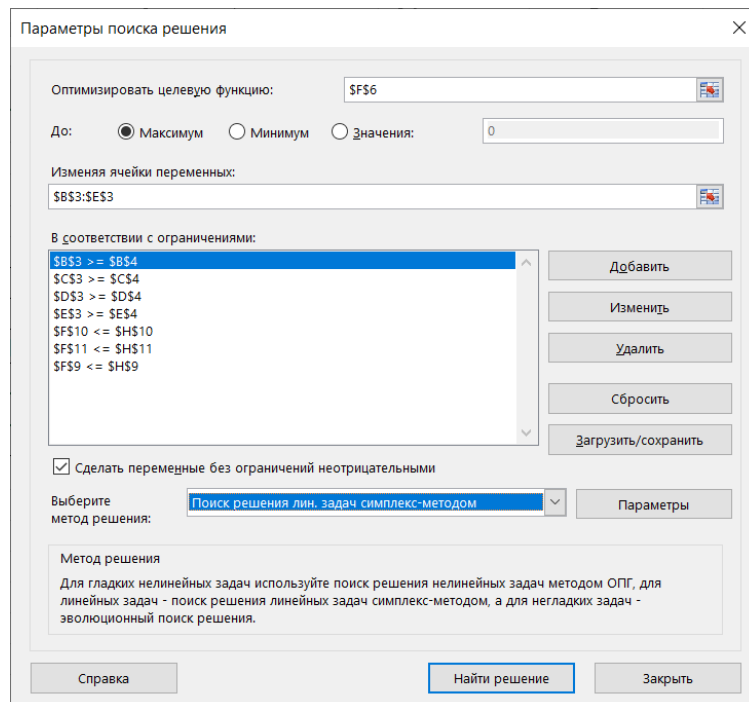 Параметры поиска решения
Оптимизировать целевую функцию: $F$6
До: Максимум Минимум Значения: 0
Изменяя ячейки переменных:
$B$3:$E$3
В соответствии с ограничениями:
$B$3 >= $B$4
$C$3 >= $C$4
$D$3 >= $D$4
$E$3 >= $E$4
$F$10 <= $H$10
$F$11 <= $H$11
$F$9 <= $H$9
Добавить
Изменить
Удалить
Сбросить
Загрузить/сохранить
Сделать переменные без ограничений неотрицательными
Выберите
метод решения:
Поиск решения лин. задач симплекс-методом
Параметры
Метод решения
Для гладких нелинейных задач используйте поиск решения нелинейных задач методом ОПГ, для
линейных задач - поиск решения линейных задач симплекс-методом, а для негладких задач -
эволюционный поиск решения.
Справка
Найти решение
Закрыть